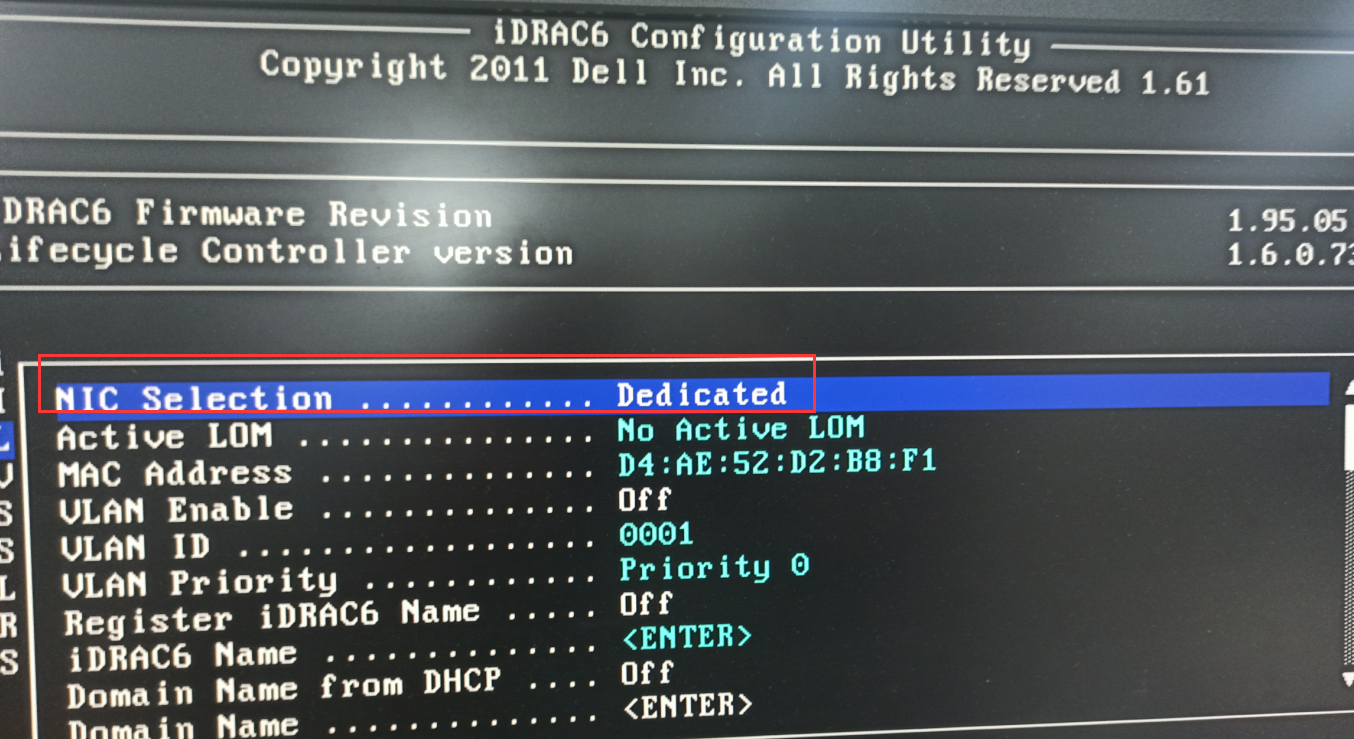 iDRAC6 Configuration Utility
Copyright 2011 Dell Inc. All Rights Reserved 1.61
DRAC6 Firmware Revision 1.95.05
ifecycle Controller version 1.6.0.73
NIC Selection ............ Dedicated
Active LOM .............. No Active LOM
MAC Address ............. D4:AE:52:D2:B8:F1
VLAN Enable ............. Off
VLAN ID ................. 0001
VLAN Priority ........... Priority 0
Register iDRAC6 Name ..... Off
iDRAC6 Name ............. <ENTER>
Domain Name from DHCP .... Off
Domain Name ............. <ENTER>